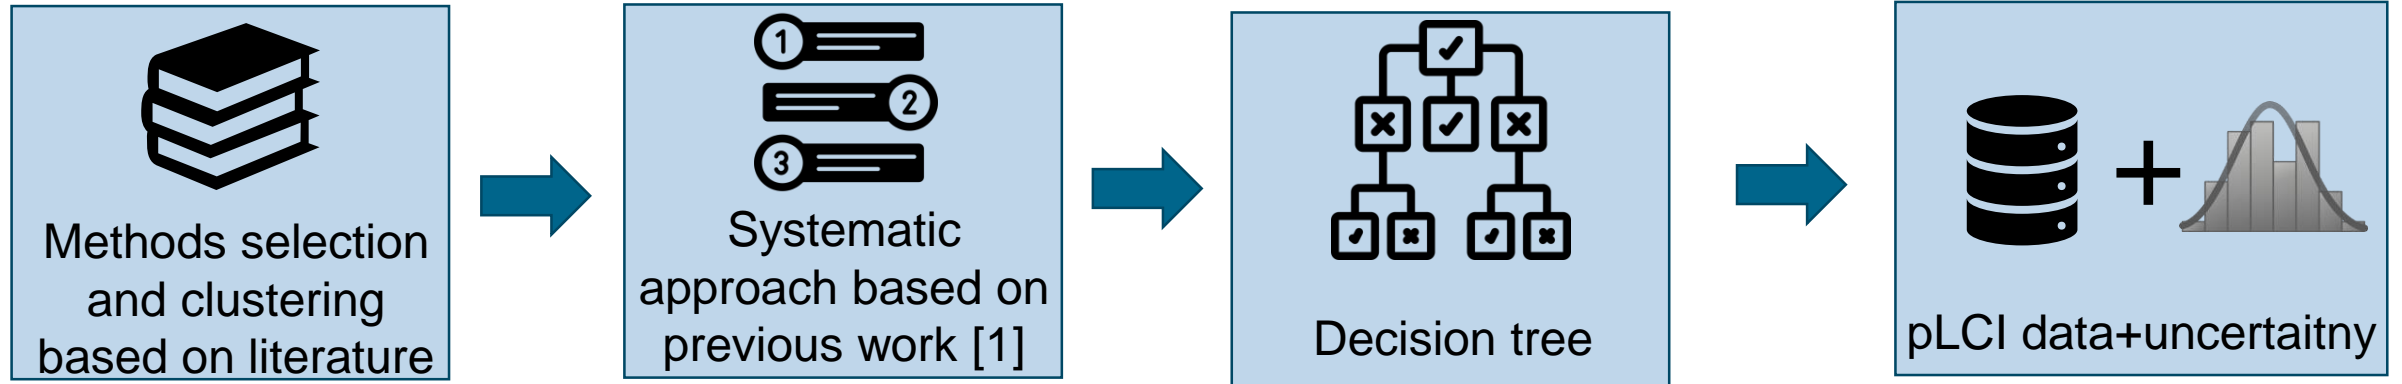 Methods selection
and clustering
based on literature
1
2
3
Systematic
approach based on
previous work [1]
Decision tree
+
pLCI data+uncertaitny